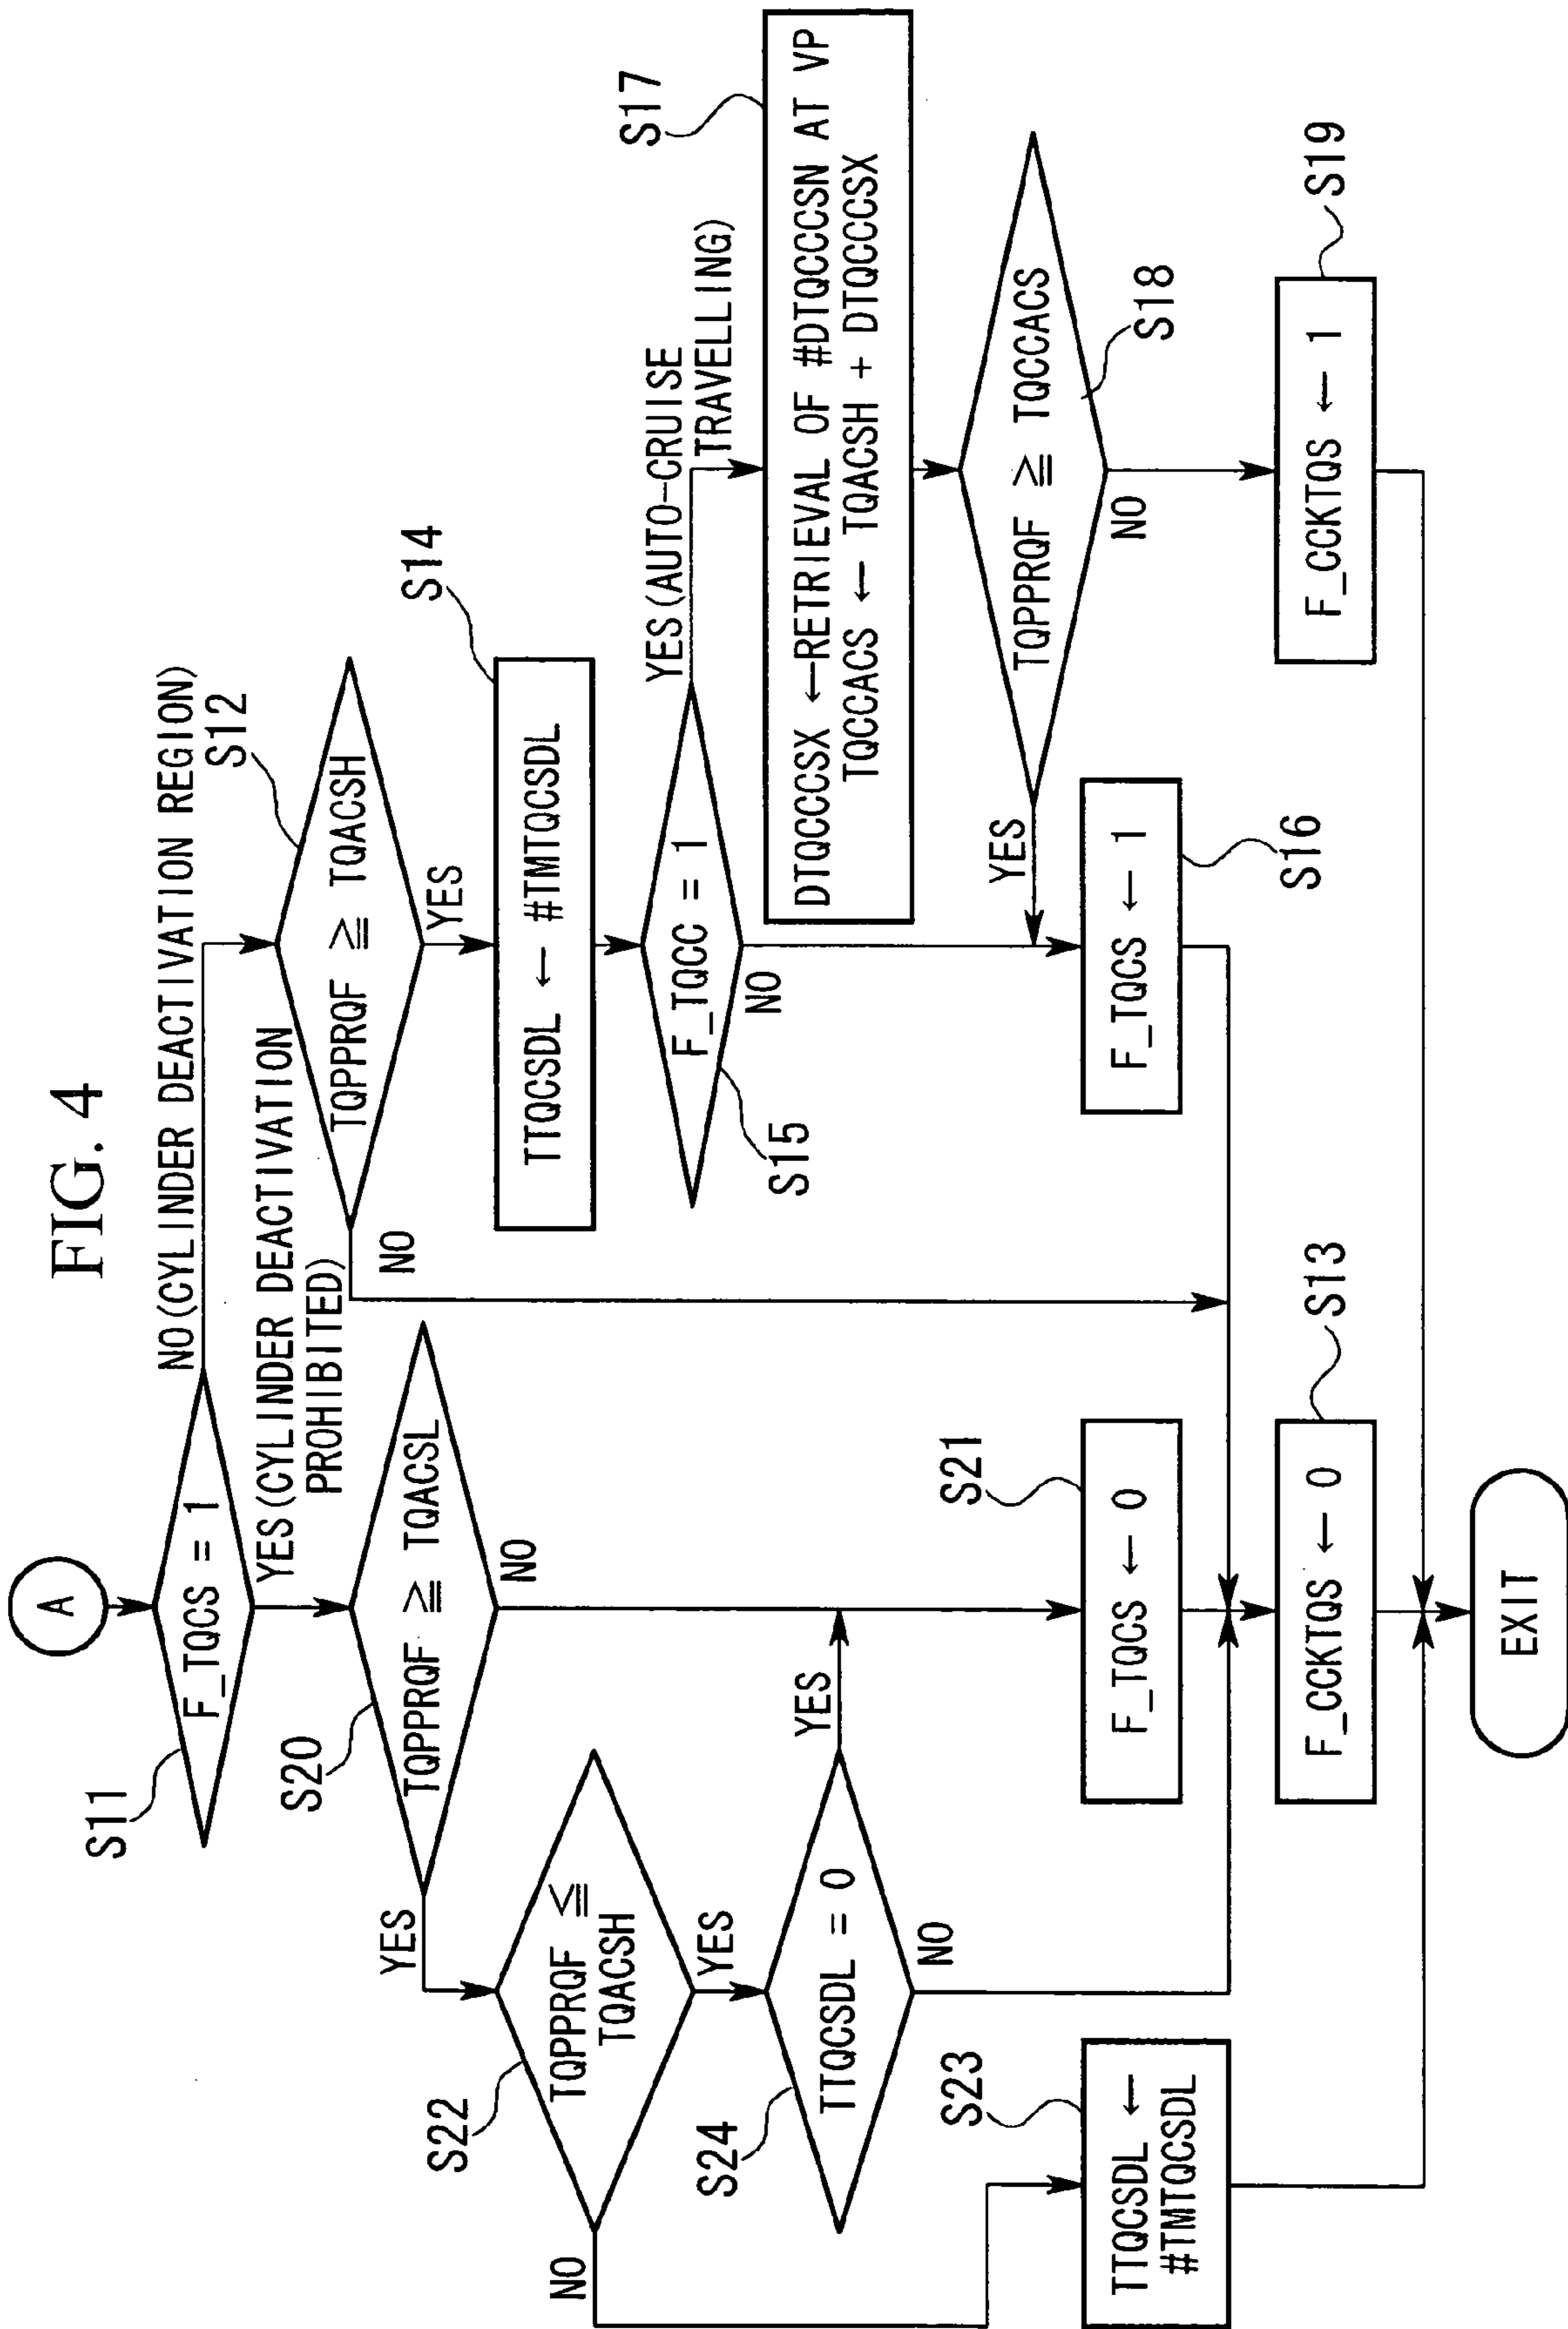 FIG. 4
A
S11
F_TQCS = 1
NO(CYLINDER DEACTIVATION REGION)
YES(CYLINDER DEACTIVATION
PROHIBITED)
S12
TQPPRQF ≧ TQACSH
YES
NO
S14
TTQCSDL ← #TMTQCSDL
S15
F_TQCC = 1
YES(AUTO-CRUISE
TRAVELLING)
NO
S17
DTQCCCSX ←RETRIEVAL OF #DTQCCCSN AT VP
TQCCACS ← TQACSH + DTQCCCSX
S18
TQPPRQF ≧ TQCCACS
YES
NO
S16
F_TQCS ← 1
S19
F_CCKTQS ← 1
S20
TQPPRQF ≧ TQACSL
YES
NO
S22
TQPPRQF ≦
TQACSH
YES
NO
S24
TTQCSDL = 0
YES
NO
S21
F_TQCS ← 0
S23
TTQCSDL ←
#TMTQCSDL
S13
F_CCKTQS ← 0
EXIT